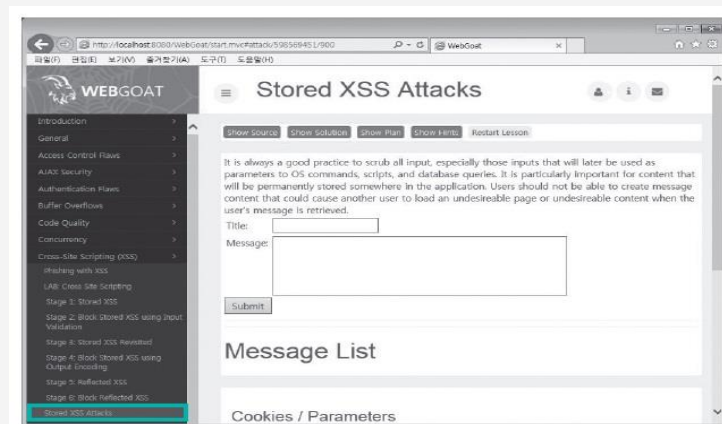 http://localhost:8080/WebGoat/start.mvc#attack/598569451/900
WebGoat
파일(F) 편집(E) 보기(V) 즐겨찾기(A) 도구(T) 도움말(H)
WEBGOAT
Stored XSS Attacks
Introduction
General
Access Control Flaws
AJAX Security
Authentication Flaws
Buffer Overflows
Code Quality
Concurrency
Cross-Site Scripting (XSS)
Phishing with XSS
LAB: Cross Site Scripting
Stage 1: Stored XSS
Stage 2: Block Stored XSS using Input
Validation
Stage 3: Stored XSS Revisited
Stage 4: Block Stored XSS using
Output Encoding
Stage 5: Reflected XSS
Stage 6: Block Reflected XSS
Stored XSS Attacks
Show Source Show Solution Show Plan Show Hints Restart Lesson
It is always a good practice to scrub all input, especially those inputs that will later be used as
parameters to OS commands, scripts, and database queries. It is particularly important for content that
will be permanently stored somewhere in the application. Users should not be able to create message
content that could cause another user to load an undesireable page or undesireable content when the
user's message is retrieved.
Title:
Message:
Submit
Message List
Cookies / Parameters